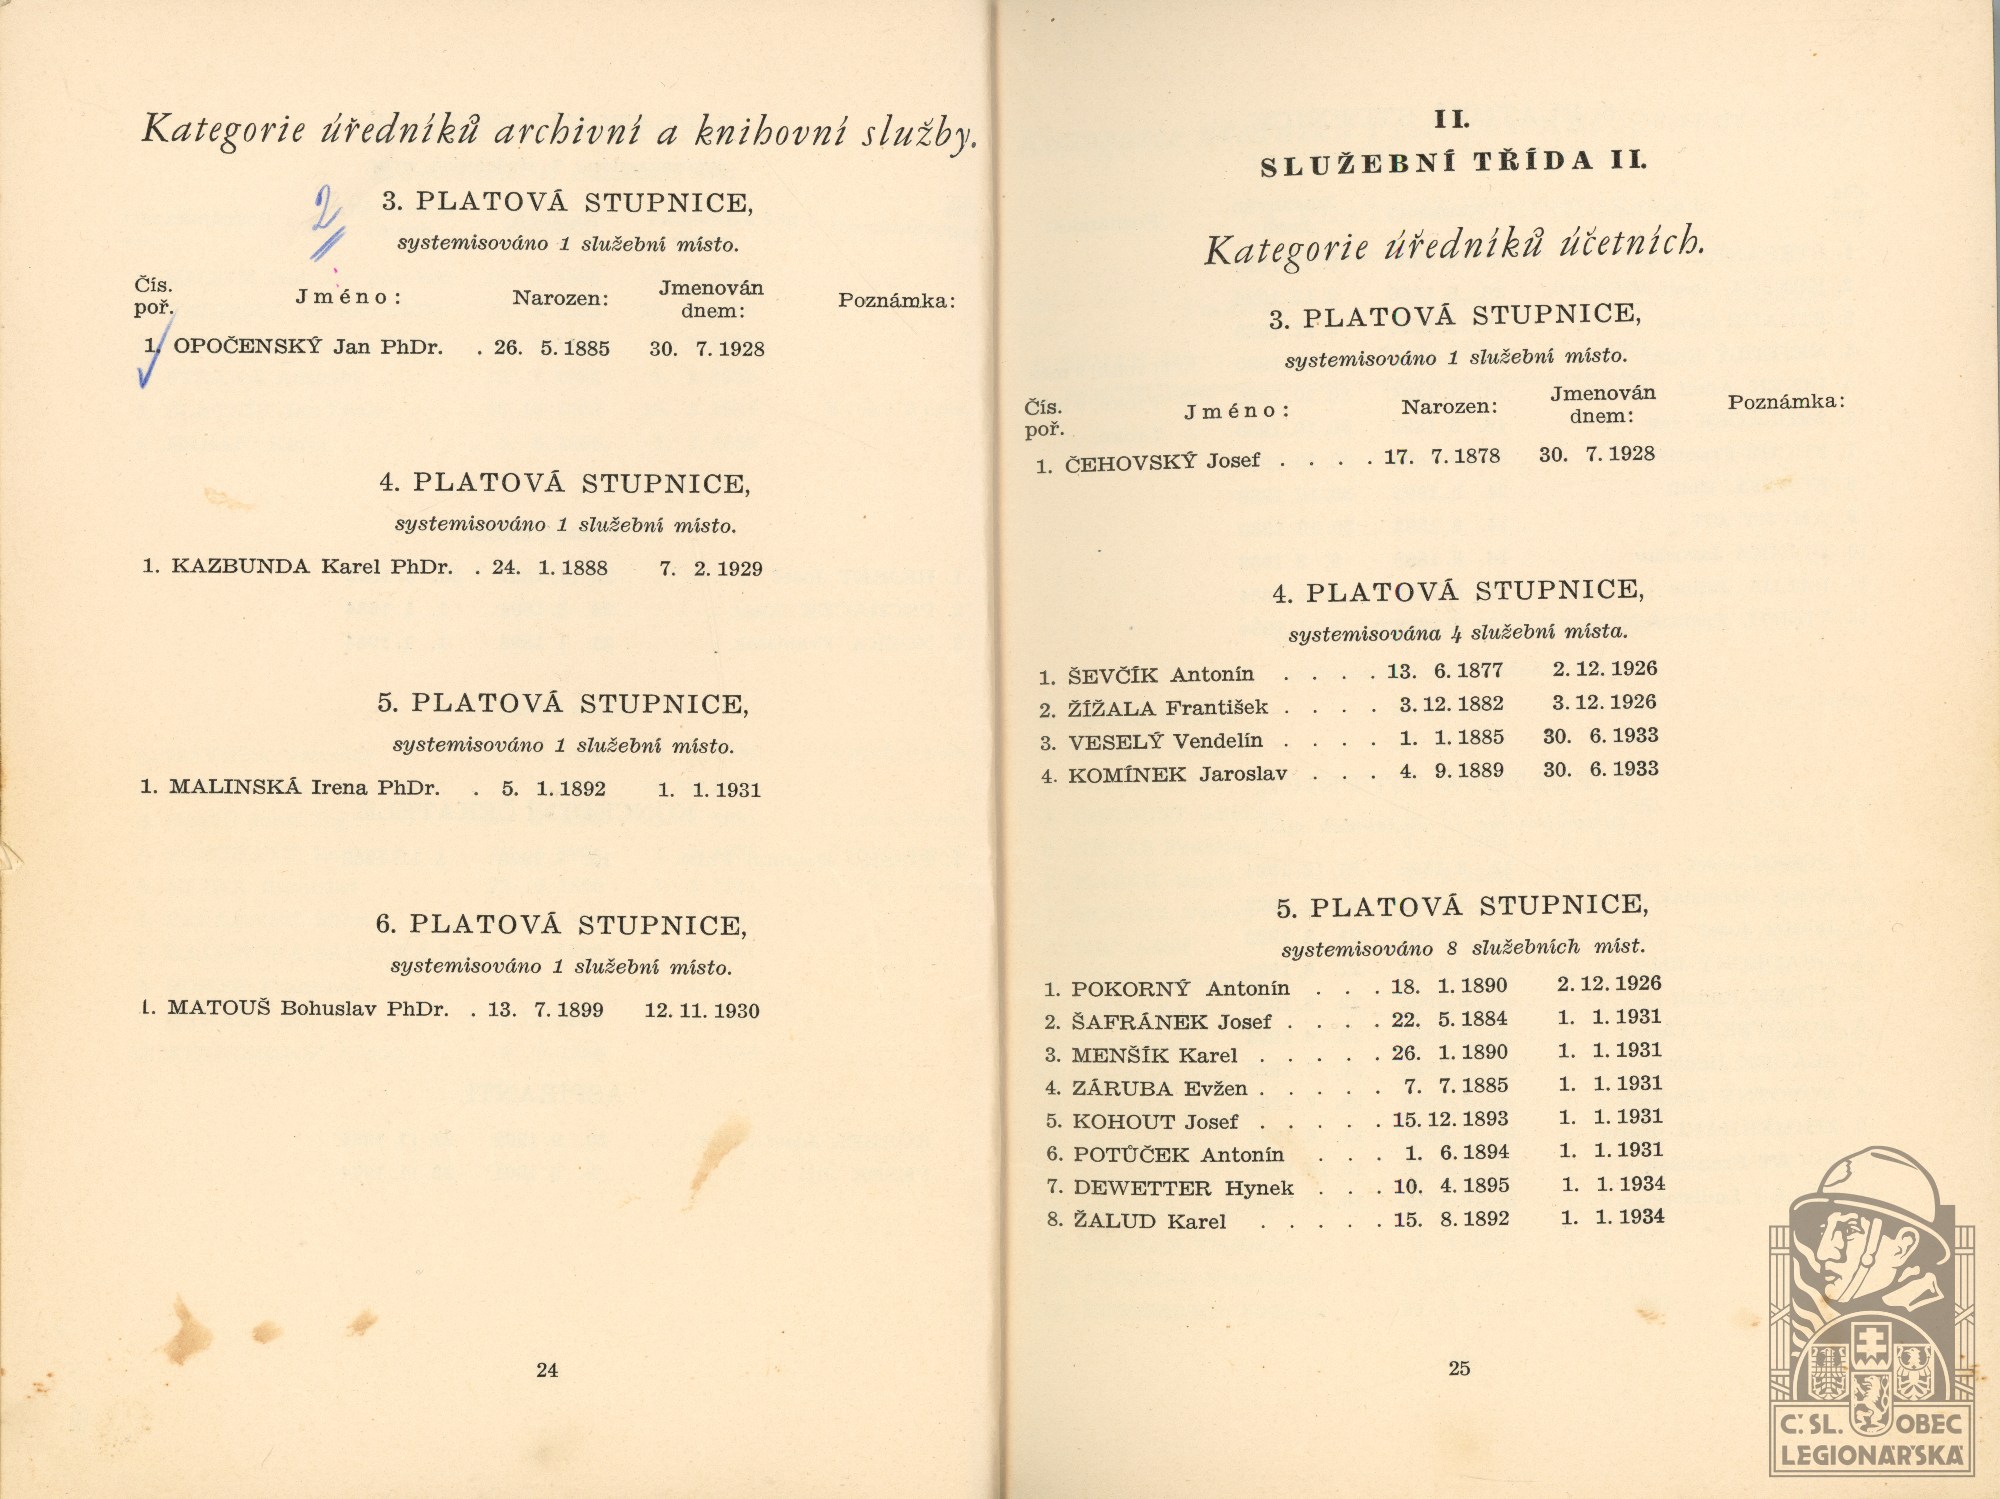 Kategorie úředníků archivní a knihovní služby.
2
3. PLATOVÁ STUPNICE,
systemisováno 1 služební místo.
Čís. poř. Jméno: Narozen: Jmenován dnem: Poznámka:
1. OPOČENSKÝ Jan PhDr. . 26. 5. 1885 30. 7. 1928
4. PLATOVÁ STUPNICE,
systemisováno 1 služební místo.
1. KAZBUNDA Karel PhDr. . 24. 1. 1888 7. 2. 1929
5. PLATOVÁ STUPNICE,
systemisováno 1 služební místo.
1. MALINSKÁ Irena PhDr. . 5. 1. 1892 1. 1. 1931
6. PLATOVÁ STUPNICE,
systemisováno 1 služební místo.
1. MATOUŠ Bohuslav PhDr. . 13. 7. 1899 12. 11. 1930
24
II.
SLUŽEBNÍ TŘÍDA II.
Kategorie úředníků účetních.
3. PLATOVÁ STUPNICE,
systemisováno 1 služební místo.
Čís. poř. Jméno: Narozen: Jmenován dnem: Poznámka:
1. ČEHOVSKÝ Josef . . . . 17. 7. 1878 30. 7. 1928
4. PLATOVÁ STUPNICE,
systemisována 4 služební místa.
1. ŠEVČÍK Antonín . . . . 13. 6. 1877 2. 12. 1926
2. ŽÍŽALA František . . . . 3. 12. 1882 3. 12. 1926
3. VESELÝ Vendelín . . . . 1. 1. 1885 30. 6. 1933
4. KOMÍNEK Jaroslav . . . 4. 9. 1889 30. 6. 1933
5. PLATOVÁ STUPNICE,
systemisováno 8 služebních míst.
1. POKORNÝ Antonín . . . 18. 1. 1890 2. 12. 1926
2. ŠAFRÁNEK Josef . . . . 22. 5. 1884 1. 1. 1931
3. MENŠÍK Karel . . . . . 26. 1. 1890 1. 1. 1931
4. ZÁRUBA Evžen . . . . . 7. 7. 1885 1. 1. 1931
5. KOHOUT Josef . . . . . 15. 12. 1893 1. 1. 1931
6. POTŮČEK Antonín . . . 1. 6. 1894 1. 1. 1931
7. DEWETTER Hynek . . . 10. 4. 1895 1. 1. 1934
8. ŽALUD Karel . . . . . 15. 8. 1892 1. 1. 1934
25
Č.SL. OBEC
LEGIONÁŘSKÁ